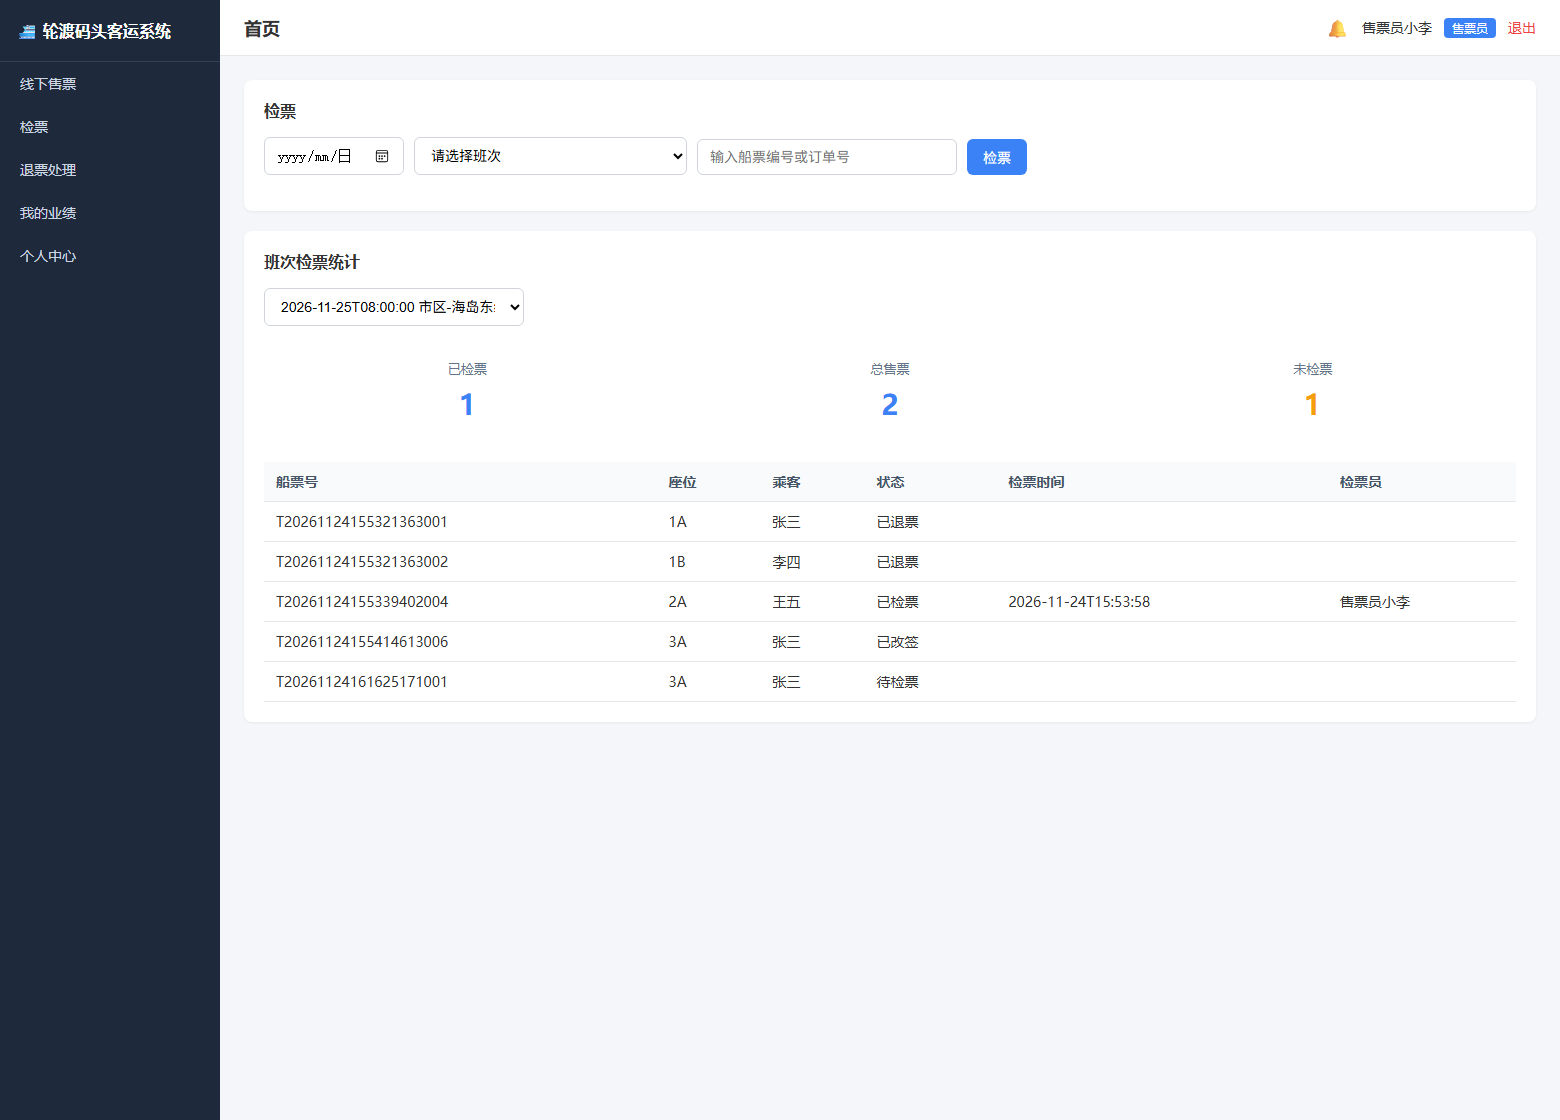 轮渡码头客运系统
线下售票
检票
退票处理
我的业绩
个人中心
首页
售票员小李 售票员 退出
检票
yyyy/mm/日 请选择班次 输入船票编号或订单号 检票
班次检票统计
2026-11-25T08:00:00 市区-海岛东
已检票 总售票 未检票
1 2 1
船票号 座位 乘客 状态 检票时间 检票员
T20261124155321363001 1A 张三 已退票
T20261124155321363002 1B 李四 已退票
T20261124155339402004 2A 王五 已检票 2026-11-24T15:53:58 售票员小李
T20261124155414613006 3A 张三 已改签
T20261124161625171001 3A 张三 待检票